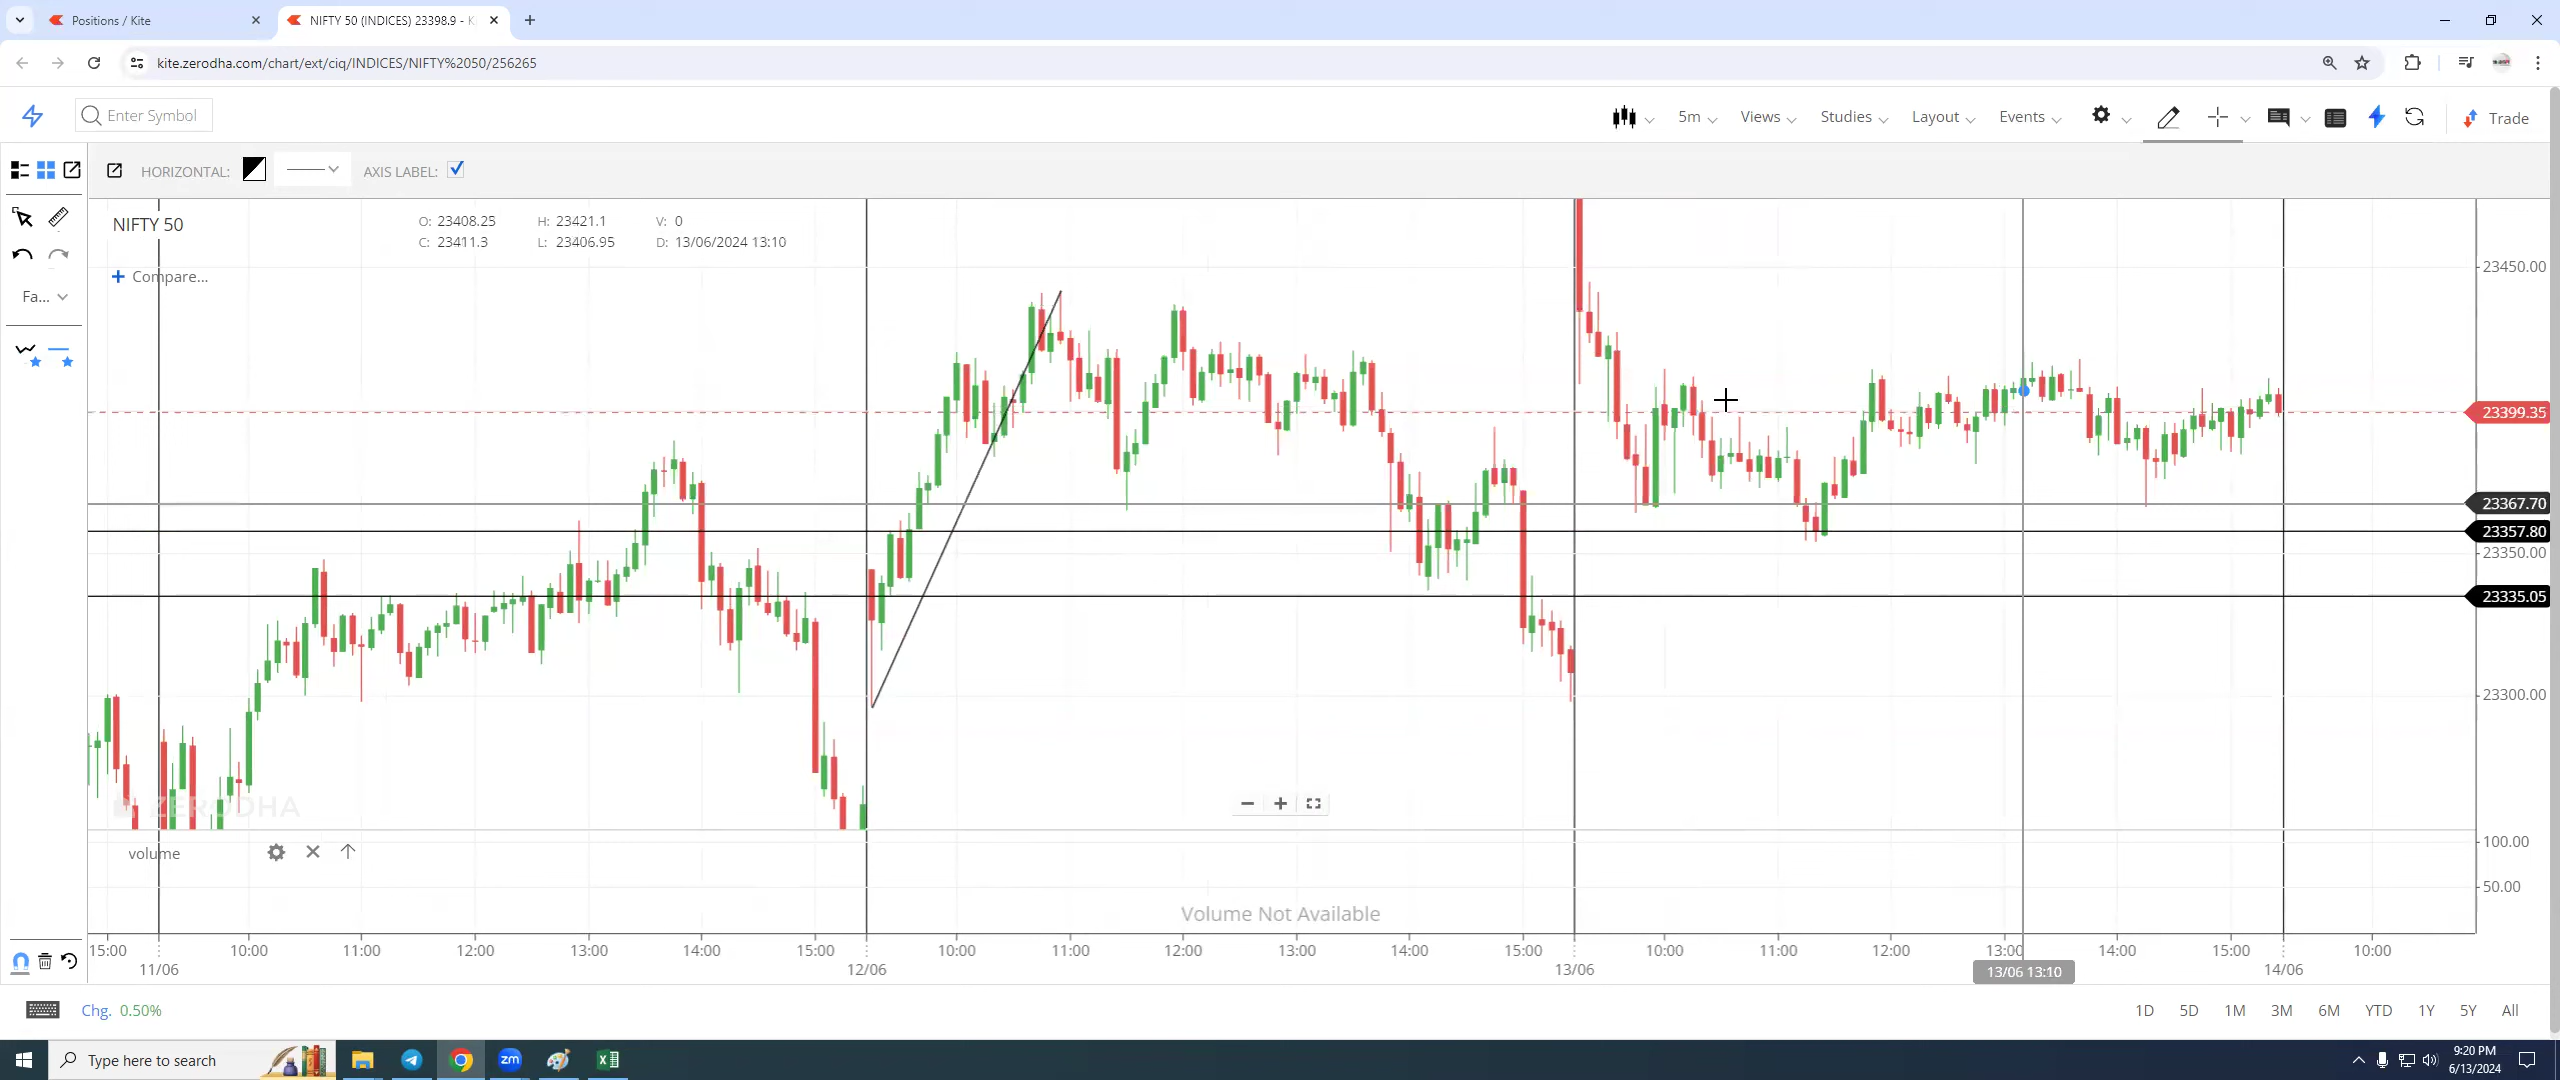 Positions / Kite
NIFTY 50 (INDICES) 23398.9 - K
kite.zerodha.com/chart/ext/ciq/INDICES/NIFTY%2050/256265
Enter Symbol
5m
Views
Studies
Layout
Events
Trade
HORIZONTAL:
AXIS LABEL:
NIFTY 50
O: 23408.25
H: 23421.1
V: 0
C: 23411.3
L: 23406.95
D: 13/06/2024 13:10
Compare...
Fa...
23450.00
23399.35
23367.70
23357.80
23350.00
23335.05
23300.00
ZERODHA
volume
100.00
50.00
Volume Not Available
15:00 10:00 11:00 12:00 13:00 14:00 15:00 10:00 11:00 12:00 13:00 14:00 15:00 10:00 11:00 12:00 13:00 14:00 15:00 10:00
11/06 12/06 13/06 13/06 13:10 14/06
Chg. 0.50%
1D 5D 1M 3M 6M YTD 1Y 5Y All
Type here to search
zm
9:20 PM
6/13/2024